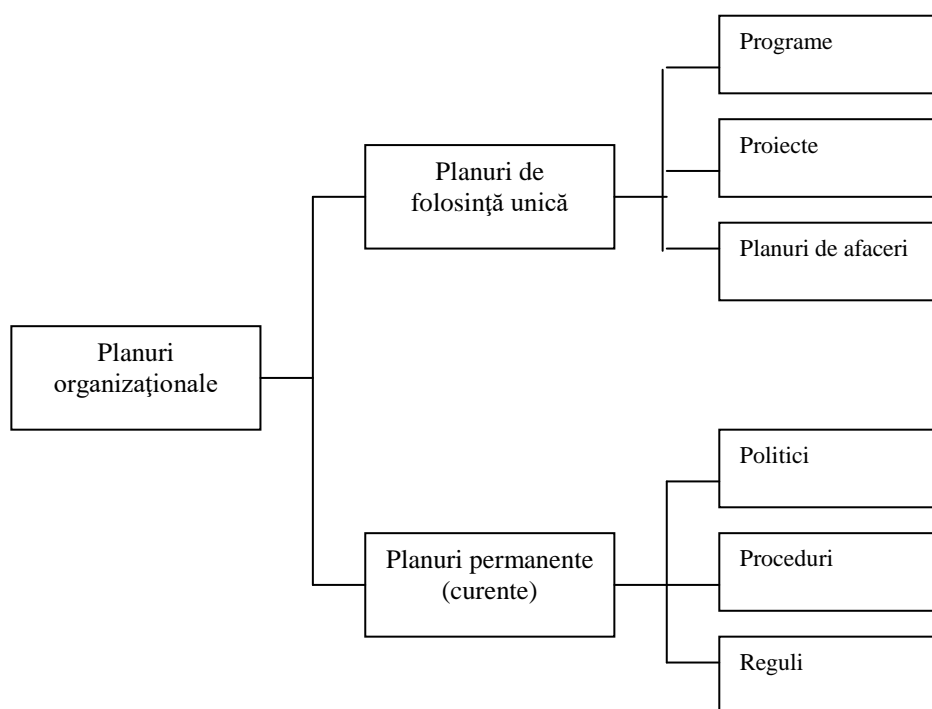 Programe
Proiecte
Planuri de
folosinţă unică
Planuri de afaceri
Planuri
organizaţionale
Politici
Planuri permanente
(curente)
Proceduri
Reguli